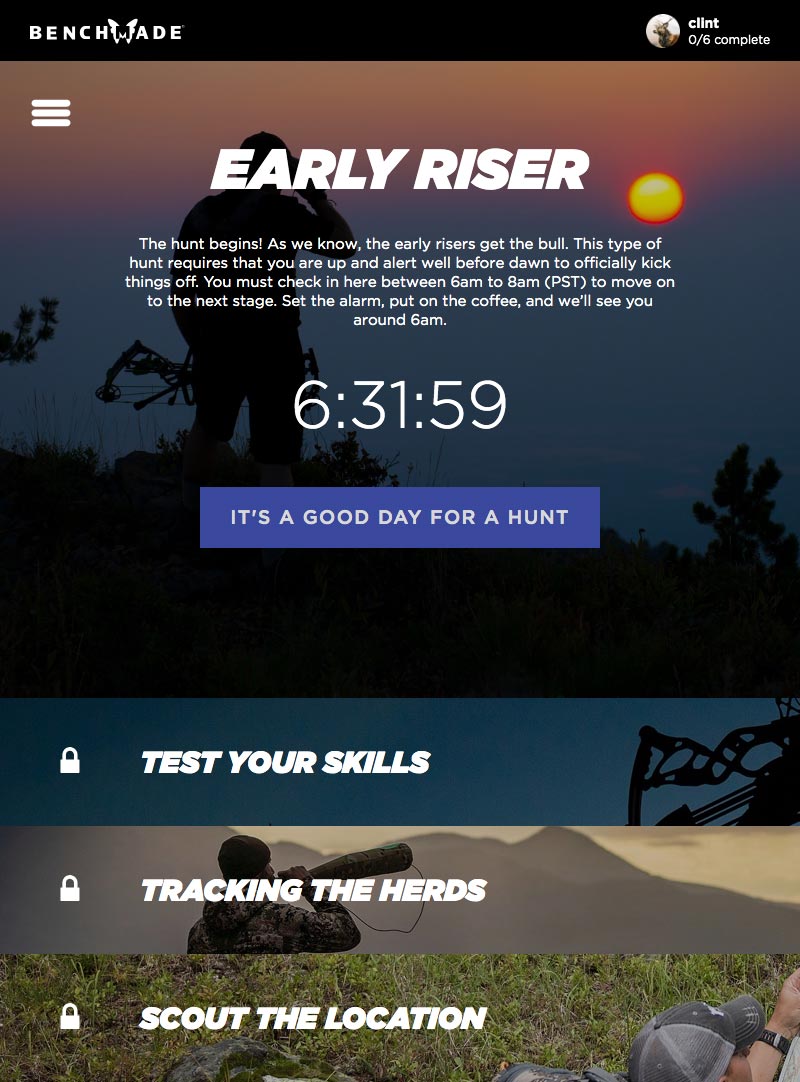 BENCHMADE
clint
0/6 complete
EARLY RISER
The hunt begins! As we know, the early risers get the bull. This type of
hunt requires that you are up and alert well before dawn to officially kick
things off. You must check in here between 6am to 8am (PST) to move on
to the next stage. Set the alarm, put on the coffee, and we'll see you
around 6am.
6:31:59
IT'S A GOOD DAY FOR A HUNT
TEST YOUR SKILLS
TRACKING THE HERDS
SCOUT THE LOCATION